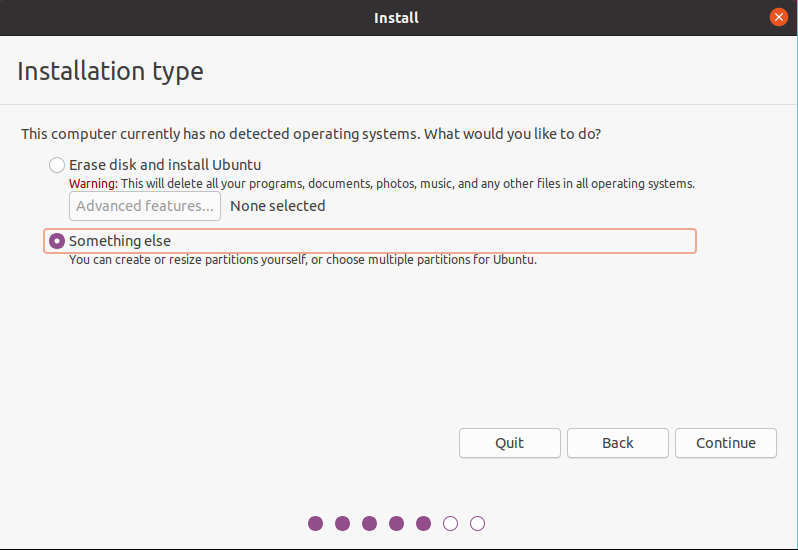 Install
Installation type
This computer currently has no detected operating systems. What would you like to do?
Erase disk and install Ubuntu
Warning: This will delete all your programs, documents, photos, music, and any other files in all operating systems.
Advanced features... None selected
Something else
You can create or resize partitions yourself, or choose multiple partitions for Ubuntu.
Quit Back Continue